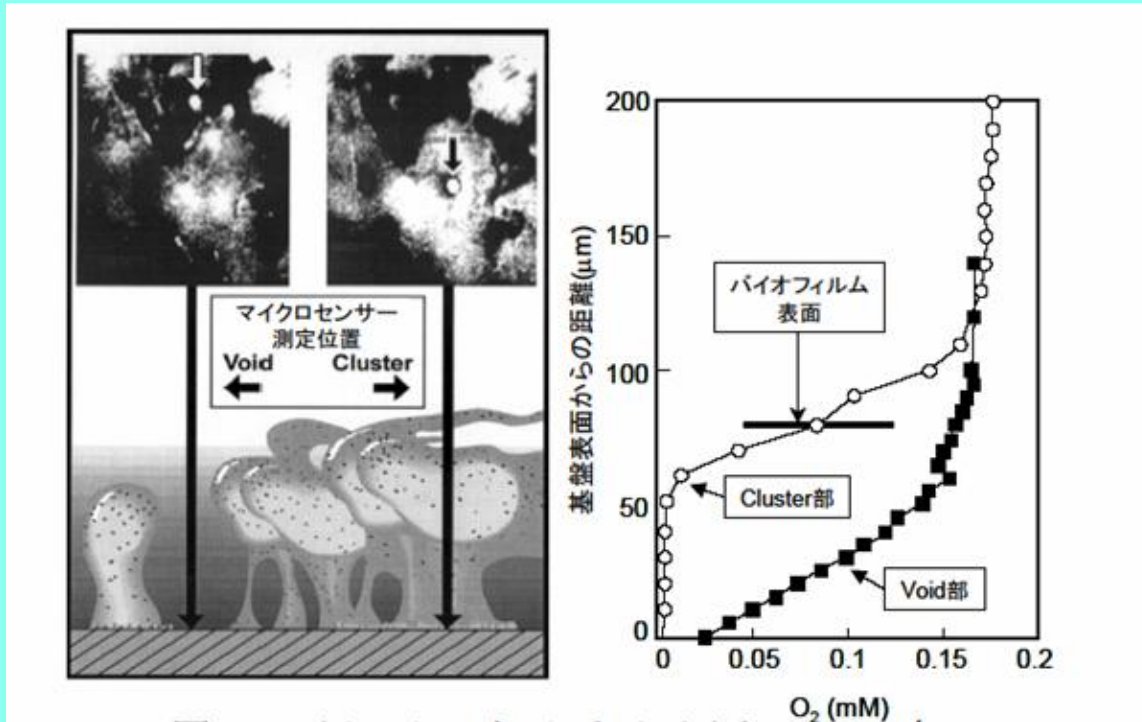 マイクロセンサー
測定位置
Void
Cluster
基盤表面からの距離(μm)
200
150
100
50
0
バイオフィルム
表面
Cluster部
Void部
0
0.05
0.1
0.15
0.2
O₂ (mM)